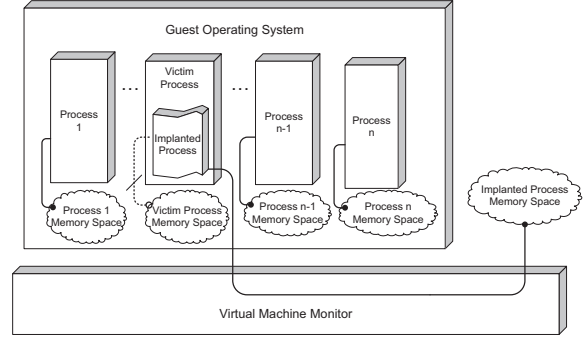 Guest Operating System
Process
1
...
Victim
Process
Implanted
Process
...
Process
n-1
Process
n
Process 1
Memory Space
Victim Process
Memory Space
Process n-1
Memory Space
Process n
Memory Space
Implanted Process
Memory Space
Virtual Machine Monitor